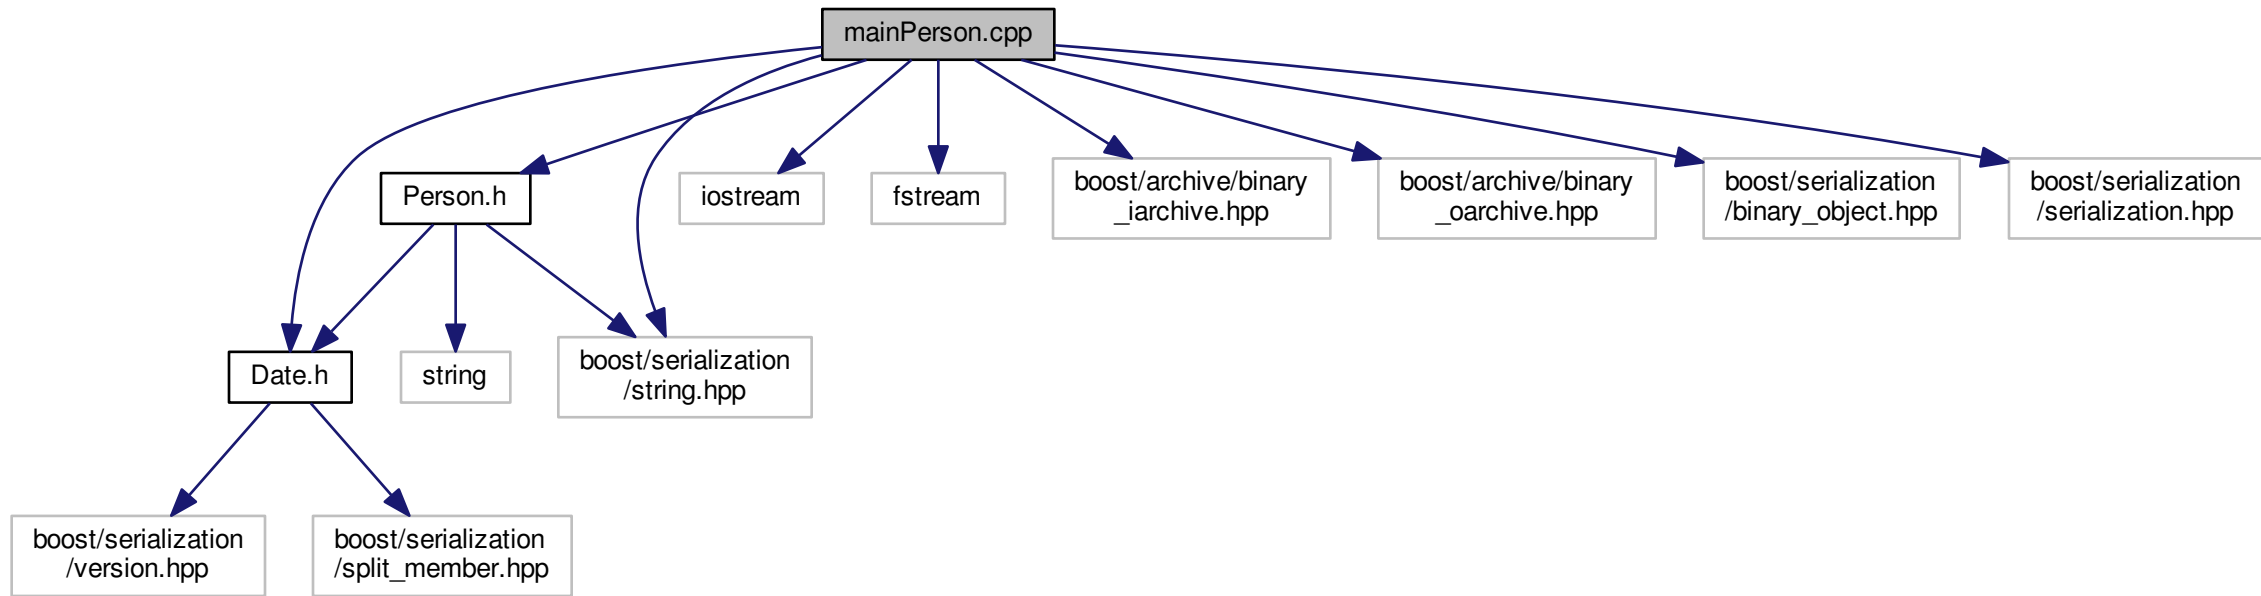 mainPerson.cpp
Person.h
iostream
fstream
boost/archive/binary
_iarchive.hpp
boost/archive/binary
_oarchive.hpp
boost/serialization
/binary_object.hpp
boost/serialization
/serialization.hpp
Date.h
string
boost/serialization
/string.hpp
boost/serialization
/version.hpp
boost/serialization
/split_member.hpp